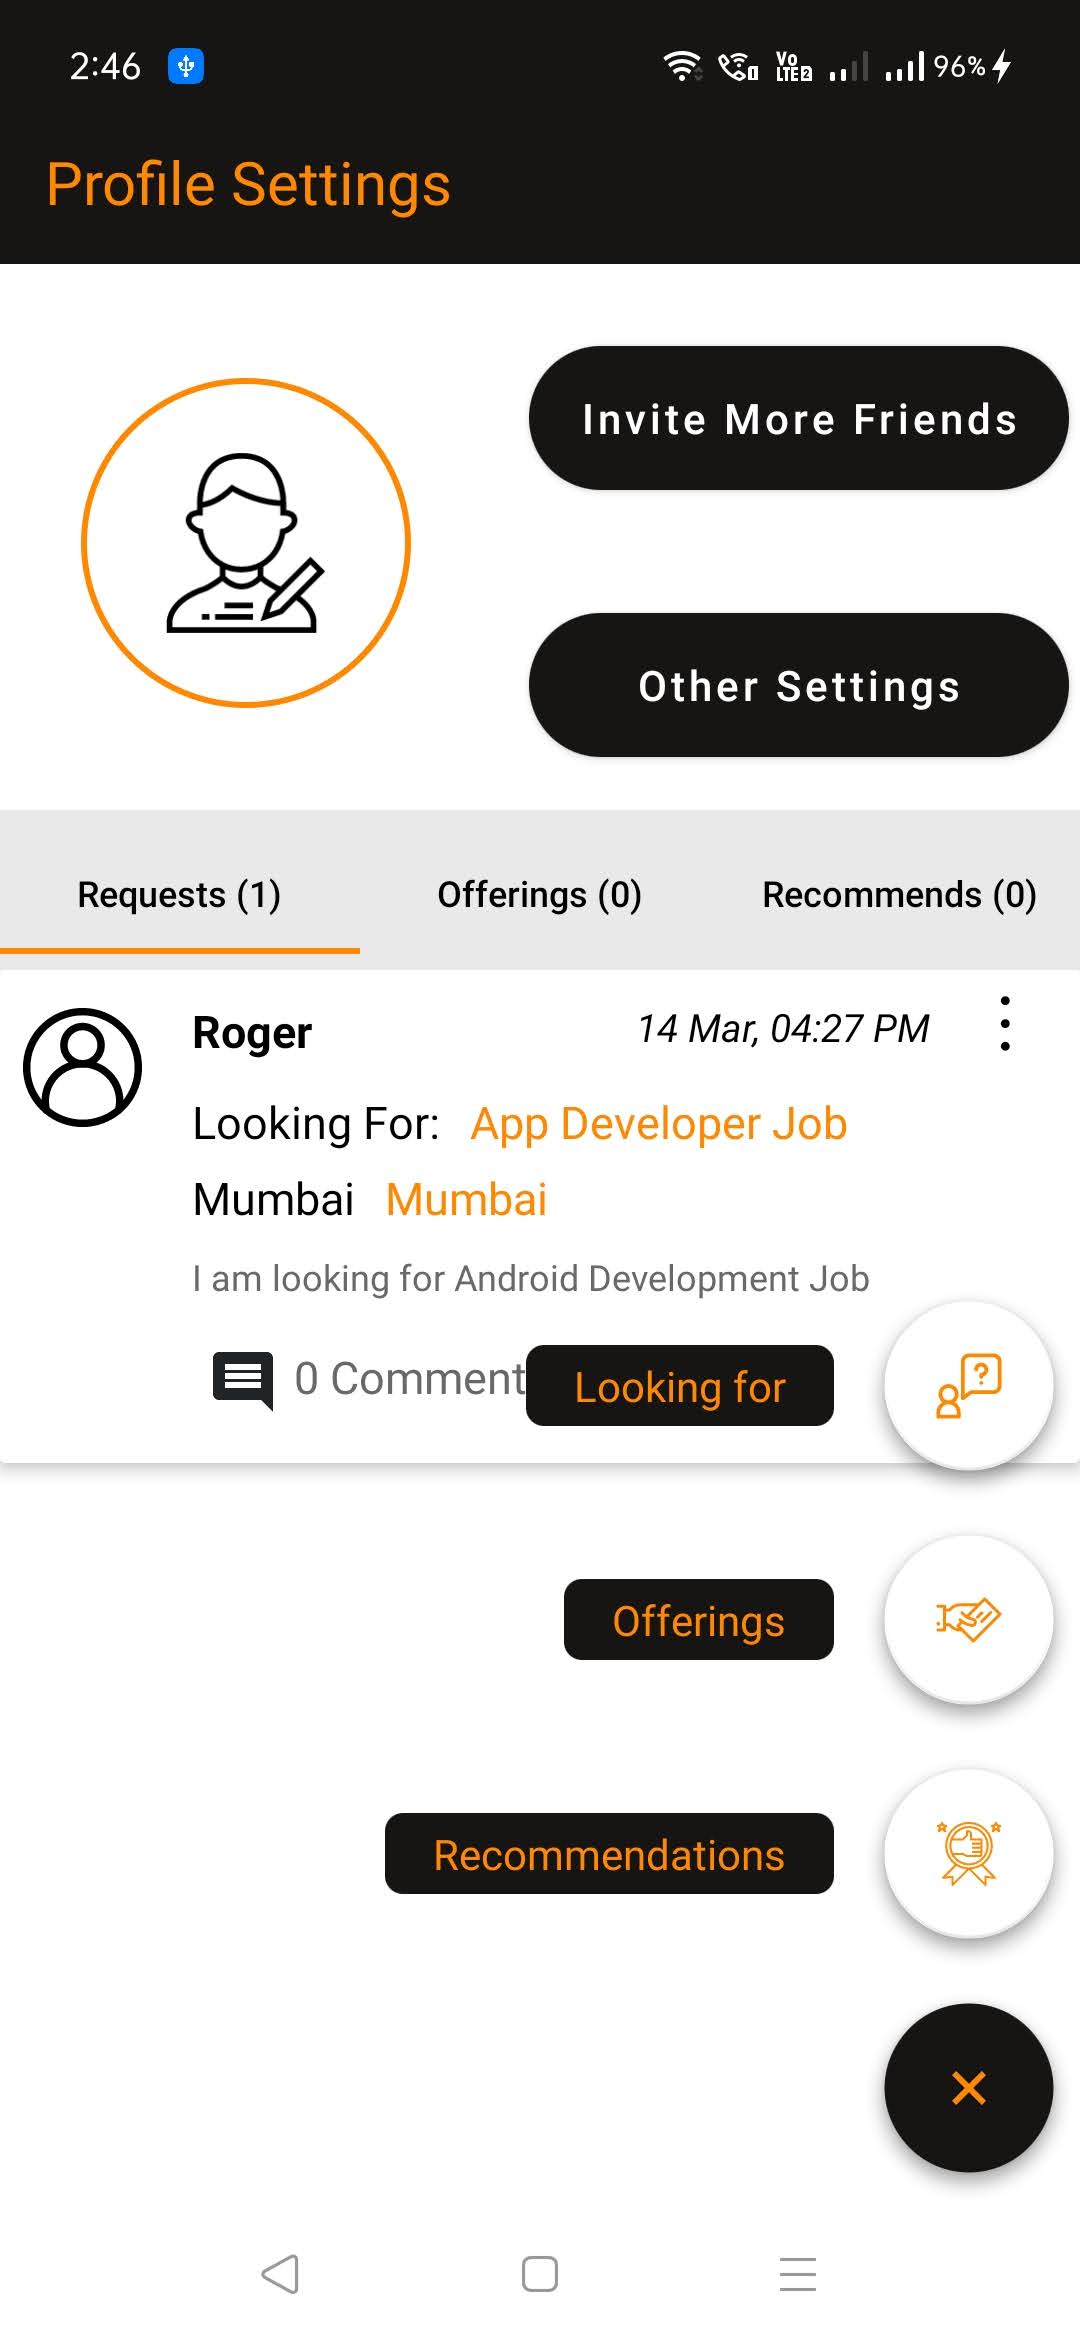 2:46 Vo LTE 2 96%
Profile Settings
Invite More Friends
Other Settings
Requests (1) Offerings (0) Recommends (0)
Roger 14 Mar, 04:27 PM
Looking For: App Developer Job
Mumbai Mumbai
I am looking for Android Development Job
0 Comment Looking for
Offerings
Recommendations